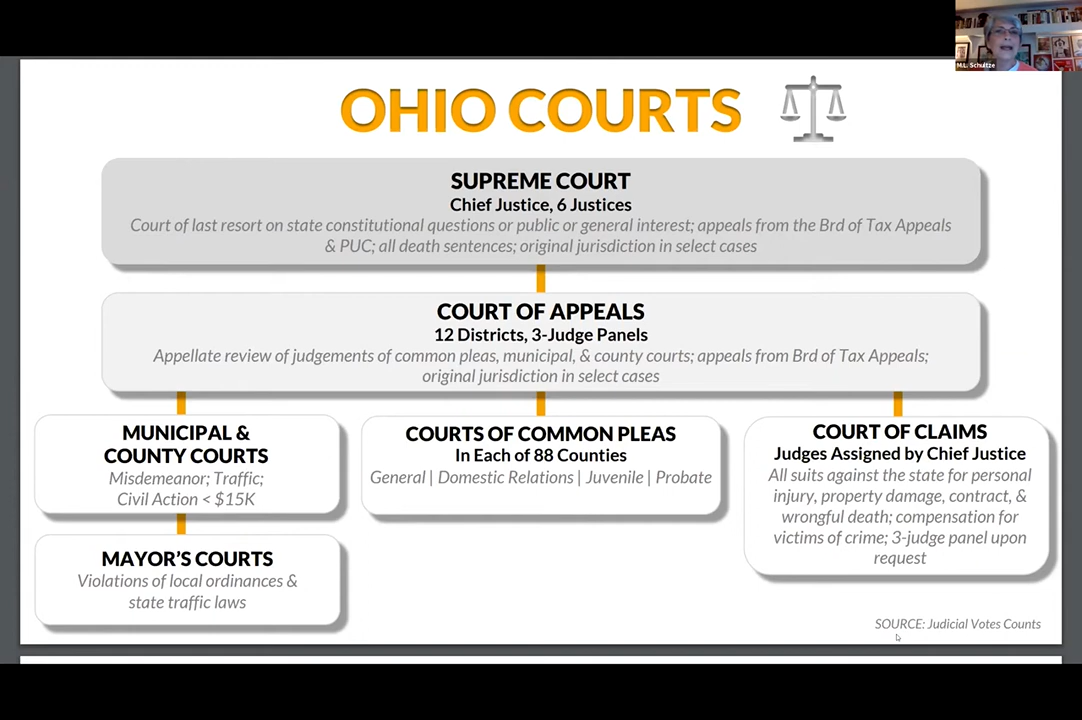 M.L. Schultze
OHIO COURTS
SUPREME COURT
Chief Justice, 6 Justices
Court of last resort on state constitutional questions or public or general interest; appeals from the Brd of Tax Appeals
& PUC; all death sentences; original jurisdiction in select cases
COURT OF APPEALS
12 Districts, 3-Judge Panels
Appellate review of judgements of common pleas, municipal, & county courts; appeals from Brd of Tax Appeals;
original jurisdiction in select cases
MUNICIPAL &
COUNTY COURTS
Misdemeanor; Traffic;
Civil Action < $15K
MAYOR'S COURTS
Violations of local ordinances &
state traffic laws
COURTS OF COMMON PLEAS
In Each of 88 Counties
General | Domestic Relations | Juvenile | Probate
COURT OF CLAIMS
Judges Assigned by Chief Justice
All suits against the state for personal
injury, property damage, contract, &
wrongful death; compensation for
victims of crime; 3-judge panel upon
request
SOURCE: Judicial Votes Counts